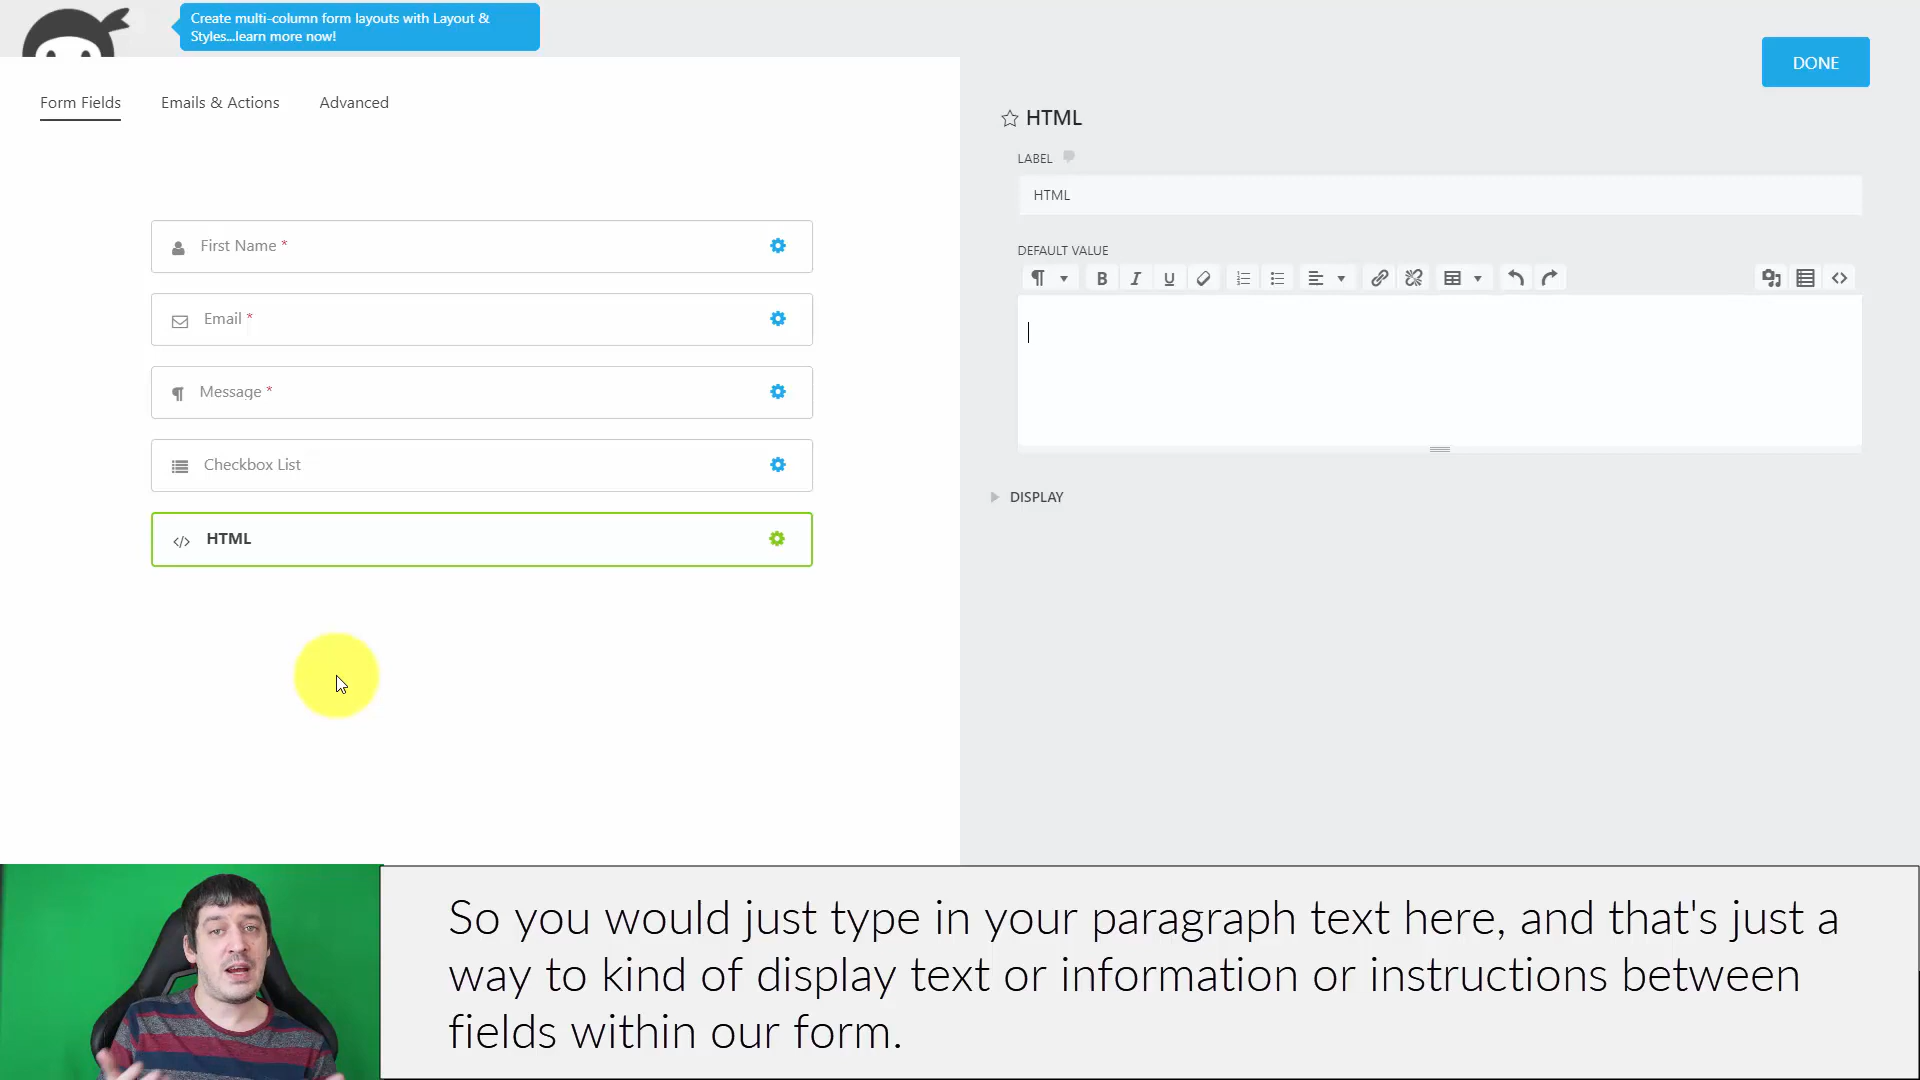 Create multi-column form layouts with Layout &
Styles...learn more now!
DONE
Form Fields
Emails & Actions
Advanced
HTML
LABEL
HTML
DEFAULT VALUE
First Name *
Email *
Message *
Checkbox List
HTML
DISPLAY
So you would just type in your paragraph text here, and that's just a
way to kind of display text or information or instructions between
fields within our form.